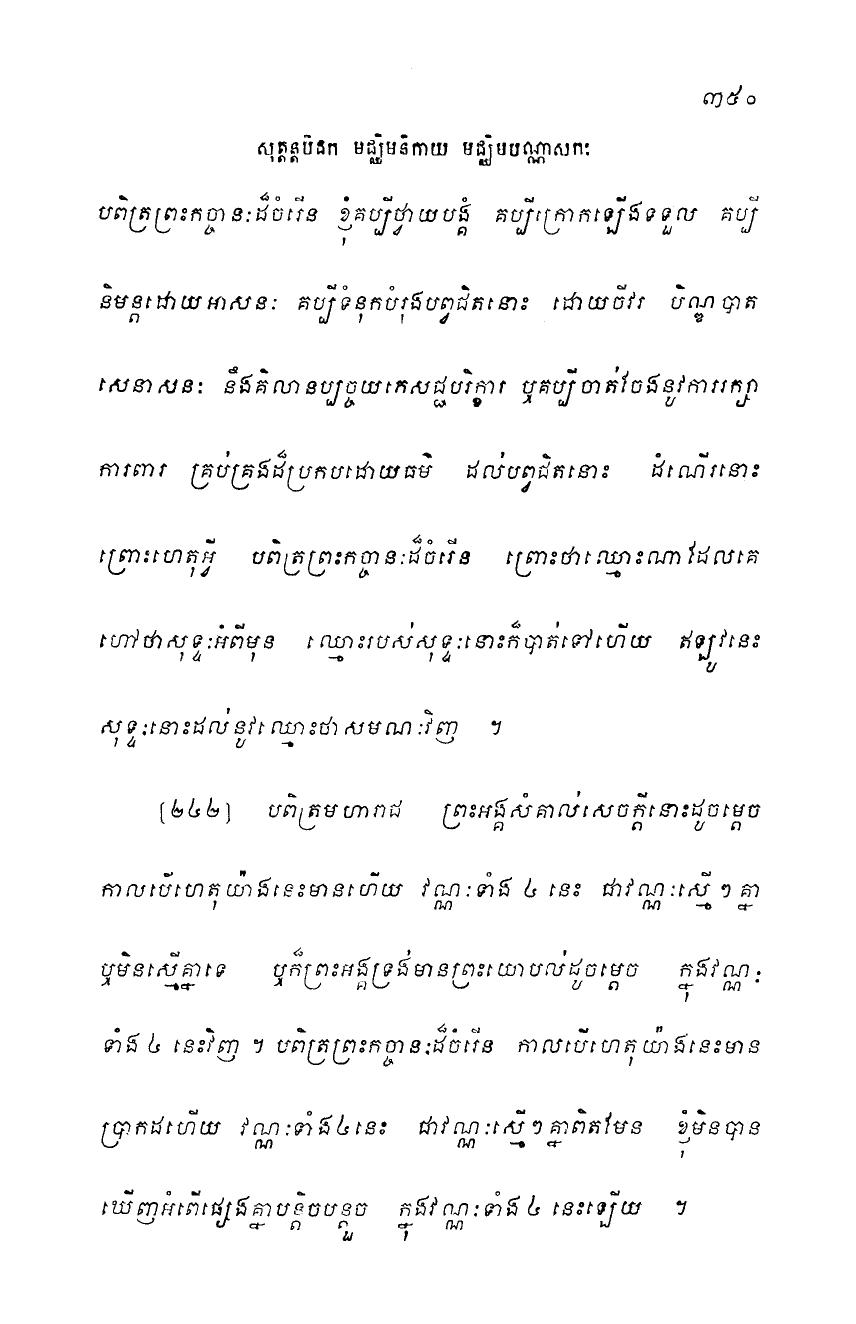 ៣៥០
សុត្តន្តបិដក មជ្ឈិមនិកាយ មជ្ឈិមបណ្ណាសកៈ
បពិត្រព្រះកច្ចានៈដ៏ចំរើន ខ្ញុំគប្បីថ្វាយបង្គំ គប្បីក្រោកឡើងទទួល គប្បី
និមន្តដោយអាសនៈ គប្បីទំនុកបំរុងបព្វជិតនោះ ដោយចីវរ បិណ្ឌបាត
សេនាសនៈ នឹងគិលានប្បច្ចយភេសជ្ជបរិក្ខារ ឬគប្បីចាត់ចែងនូវការរក្សា
ការពារ គ្រប់គ្រងដ៏ប្រកបដោយធម៌ ដល់បព្វជិតនោះ ដំណើរនោះ
ព្រោះហេតុអ្វី បពិត្រព្រះកច្ចានៈដ៏ចំរើន ព្រោះថាឈ្មោះណាដែលគេ
ហៅថាសុទ្ទៈអំពីមុន ឈ្មោះរបស់សុទ្ទៈនោះក៏បាត់ទៅហើយ ឥឡូវនេះ
សុទ្ទៈនោះដល់នូវឈ្មោះថាសមណៈវិញ ។
[២៤២] បពិត្រមហារាជ ព្រះអង្គសំគាល់សេចក្តីនោះដូចម្តេច
កាលបើហេតុយ៉ាងនេះមានហើយ វណ្ណៈទាំង ៤ នេះ ជាវណ្ណៈស្មើ ៗ គ្នា
ឬមិនស្មើគ្នាទេ ឬក៏ព្រះអង្គទ្រង់មានព្រះយោបល់ដូចម្តេច ក្នុងវណ្ណៈ
ទាំង ៤ នេះវិញ ។ បពិត្រព្រះកច្ចានៈដ៏ចំរើន កាលបើហេតុយ៉ាងនេះមាន
ប្រាកដហើយ វណ្ណៈទាំង៤នេះ ជាវណ្ណៈស្មើ ៗ គ្នាពិតមែន ខ្ញុំមិនបាន
ឃើញអំពើផ្សេងគ្នាបន្តិចបន្តួច ក្នុងវណ្ណៈទាំង ៤ នេះឡើយ ។